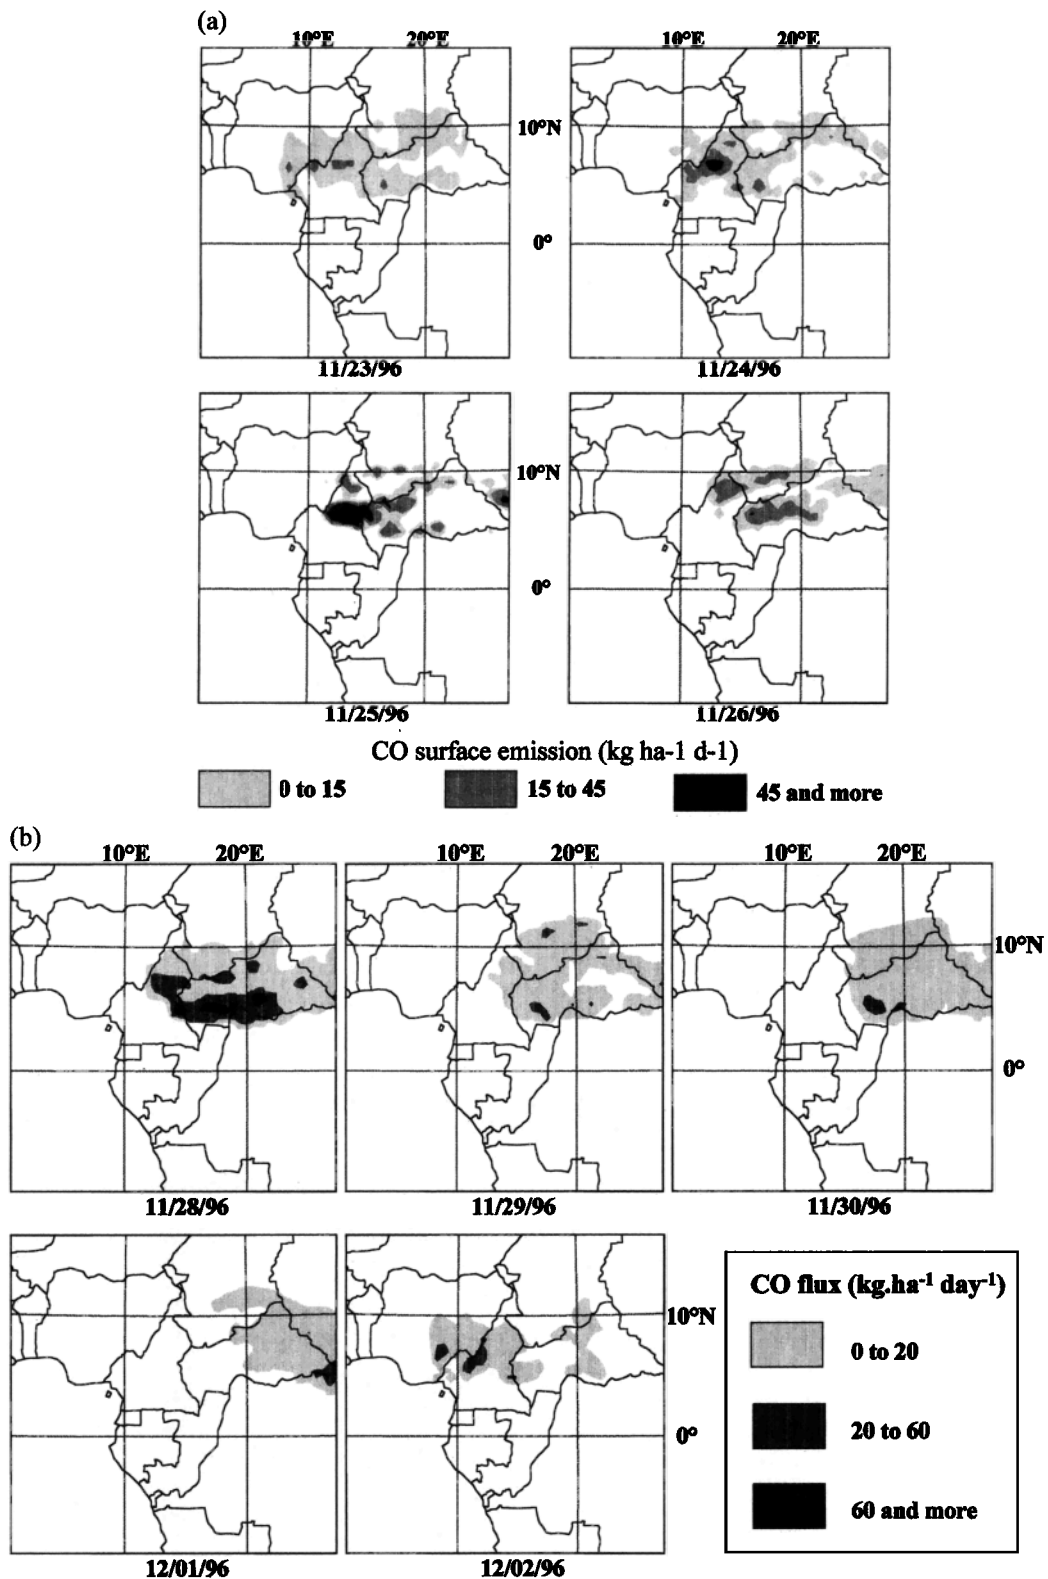 (a)
10°E 20°E
10°E 20°E
10°N
0°
11/23/96
11/24/96
10°N
0°
11/25/96
11/26/96
CO surface emission (kg ha-1 d-1)
0 to 15
15 to 45
45 and more
(b)
10°E 20°E
10°E 20°E
10°E 20°E
10°N
0°
11/28/96
11/29/96
11/30/96
10°N
0°
12/01/96
12/02/96
CO flux (kg.ha⁻¹ day⁻¹)
0 to 20
20 to 60
60 and more